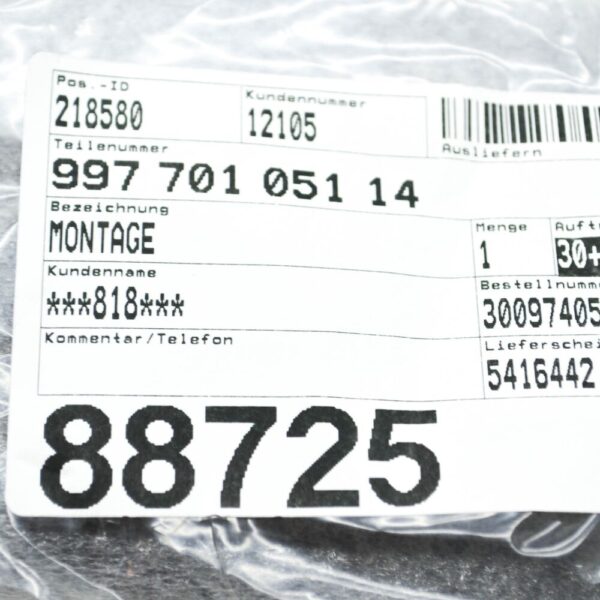 Pos.-ID Kundennummer
218580 12105
Ausliefern
Teilenummer
997 701 051 14
Bezeichnung Menge
MONTAGE 1 30+
Kundenname
***818*** 30097405
Kommentar/Telefon
5416442
88725